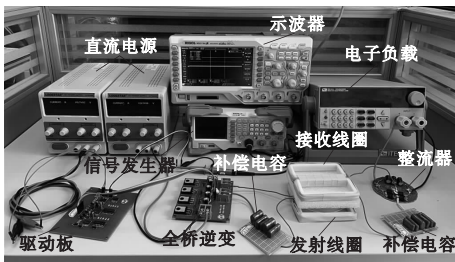 示波器
直流电源
电子负载
接收线圈
信号发生器
补偿电容
整流器
驱动板
全桥逆变
发射线圈
补偿电容